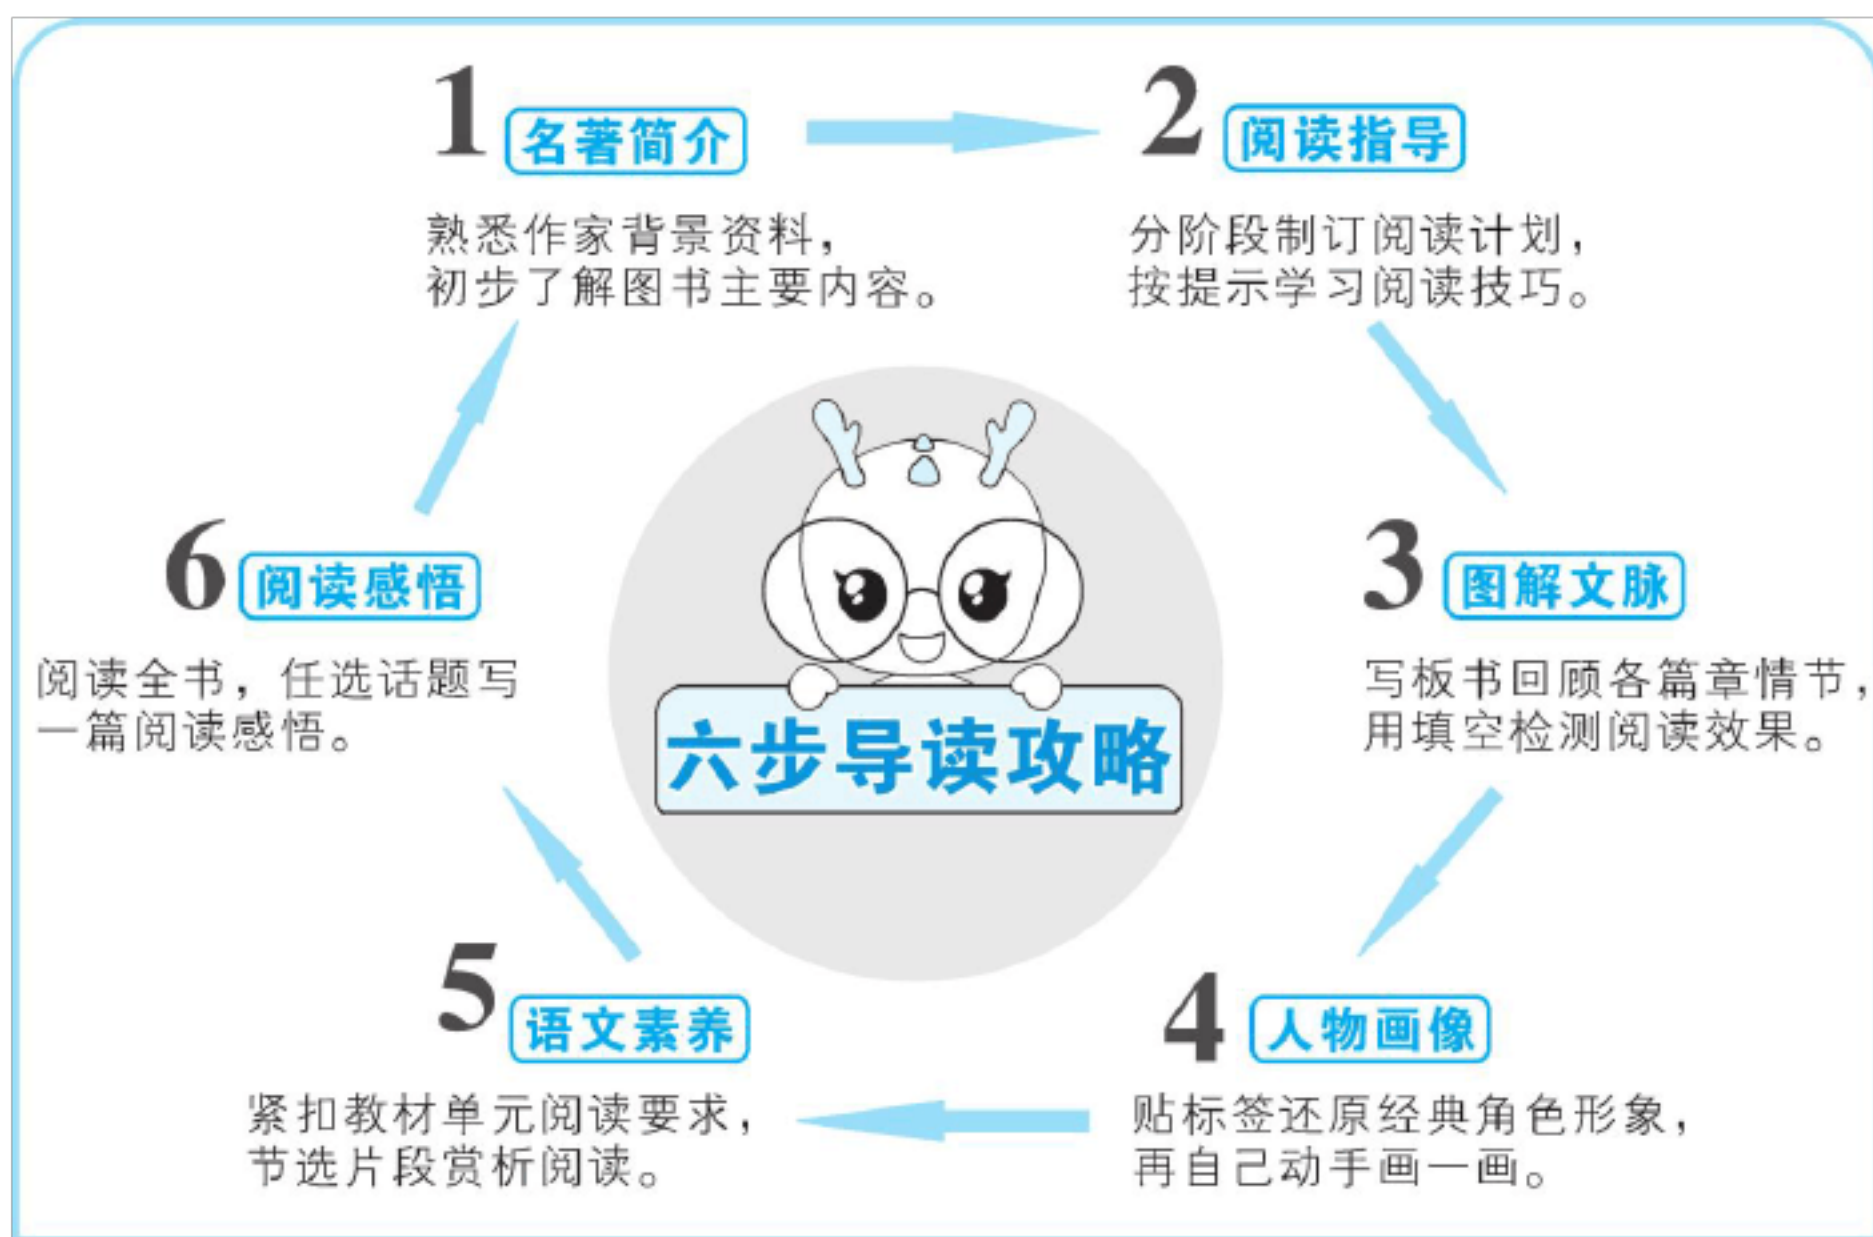 1 名著简介
熟悉作家背景资料，
初步了解图书主要内容。
2 阅读指导
分阶段制订阅读计划，
按提示学习阅读技巧。
3 图解文脉
写板书回顾各篇章情节，
用填空检测阅读效果。
4 人物画像
贴标签还原经典角色形象，
再自己动手画一画。
5 语文素养
紧扣教材单元阅读要求，
节选片段赏析阅读。
6 阅读感悟
阅读全书，任选话题写
一篇阅读感悟。
六步导读攻略